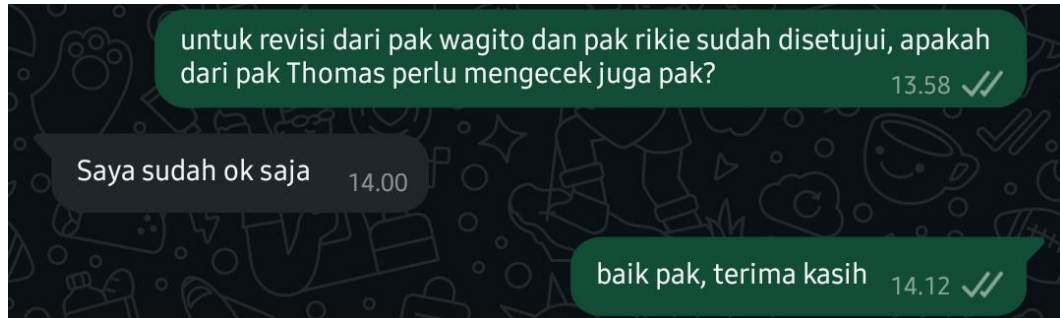 untuk revisi dari pak wagito dan pak rikie sudah disetujui, apakah
dari pak Thomas perlu mengecek juga pak?
13.58
Saya sudah ok saja 14.00
baik pak, terima kasih 14.12